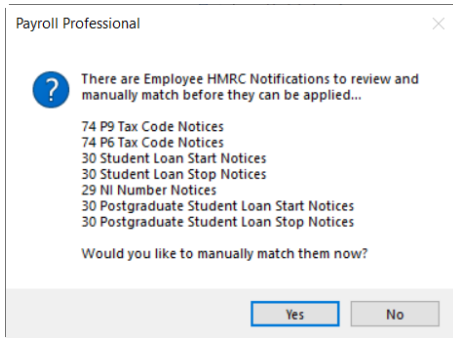 Payroll Professional
There are Employee HMRC Notifications to review and
manually match before they can be applied...
74 P9 Tax Code Notices
74 P6 Tax Code Notices
30 Student Loan Start Notices
30 Student Loan Stop Notices
29 NI Number Notices
30 Postgraduate Student Loan Start Notices
30 Postgraduate Student Loan Stop Notices
Would you like to manually match them now?
Yes
No